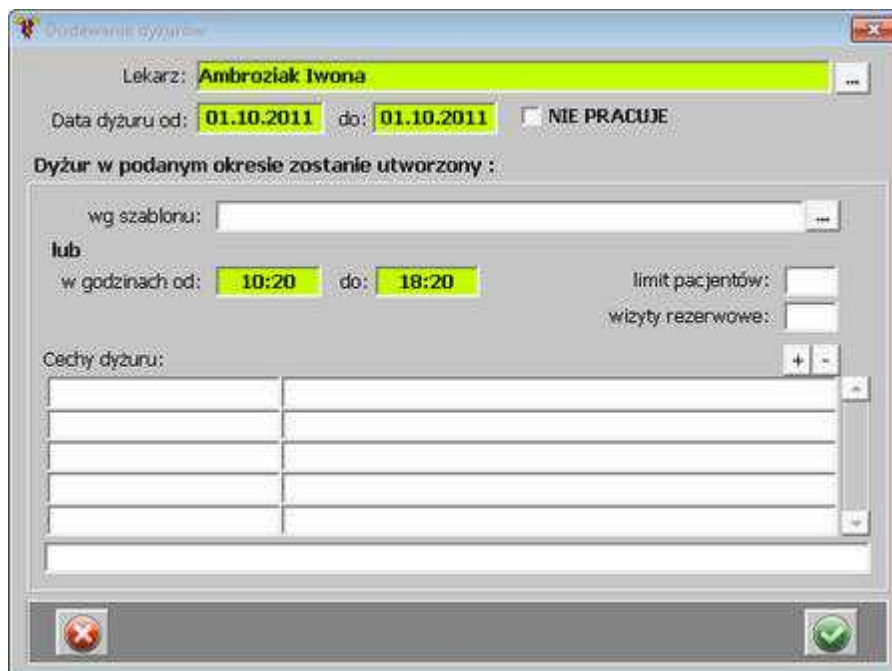 Dodawanie dyżurów
Lekarz: Ambroziak Iwona ...
Data dyżuru od: 01.10.2011 do: 01.10.2011 NIE PRACUJE
Dyżur w podanym okresie zostanie utworzony :
wg szablonu: ...
lub
w godzinach od: 10:20 do: 18:20 limit pacjentów:
wizyty rezerwowe:
Cechy dyżuru: + -